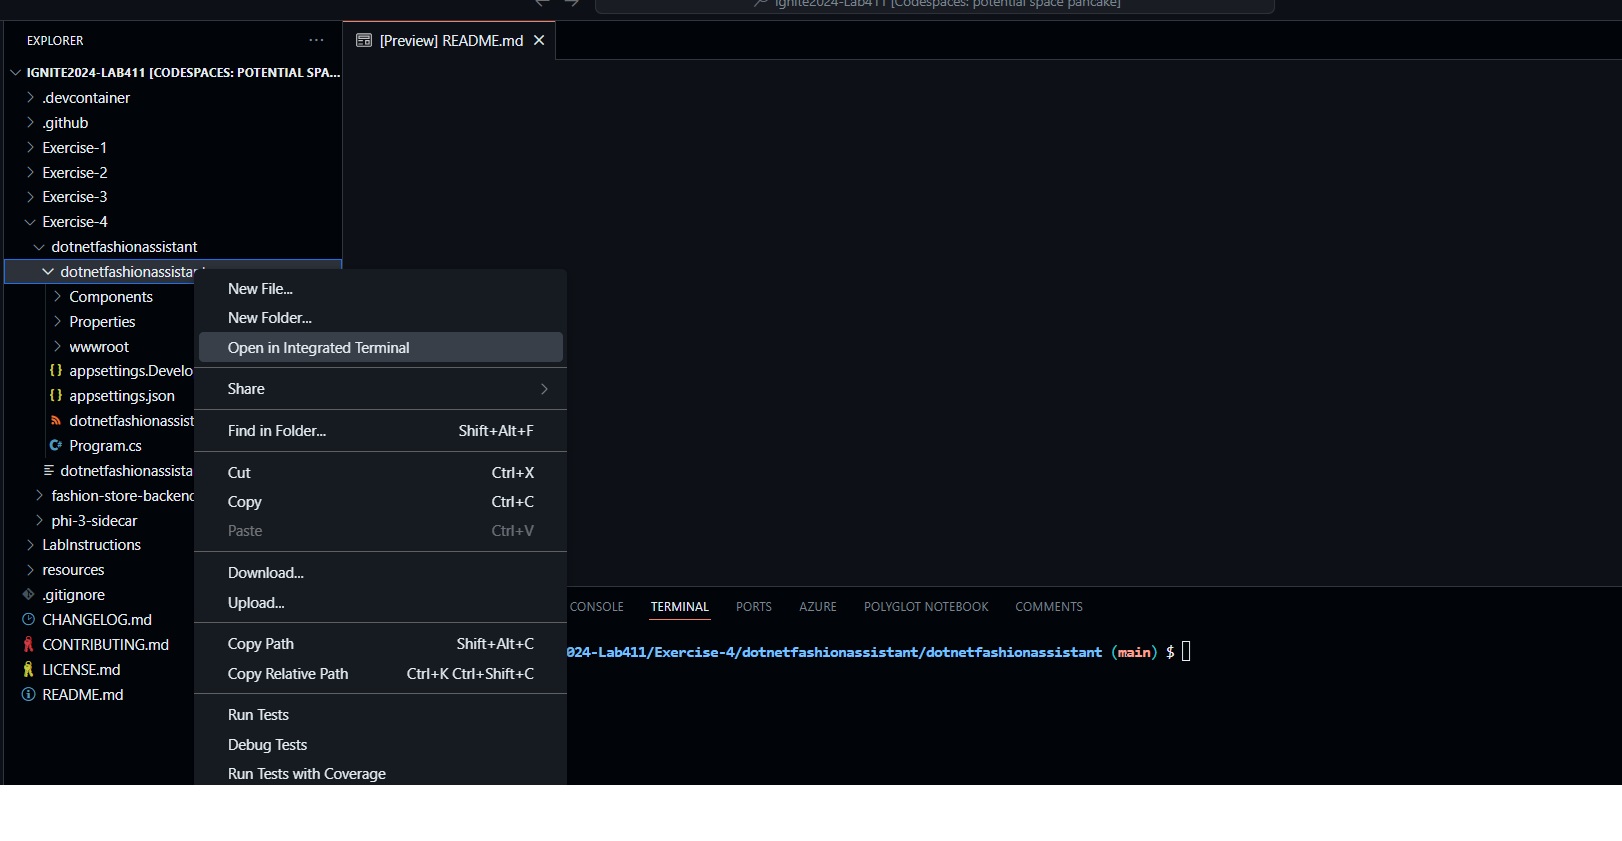 Ignite2024-Lab411 [Codespaces: potential space pancake]
EXPLORER
[Preview] README.md
IGNITE2024-LAB411 [CODESPACES: POTENTIAL SPA...
.devcontainer
.github
Exercise-1
Exercise-2
Exercise-3
Exercise-4
dotnetfashionassistant
dotnetfashionassistant
Components
Properties
wwwroot
appsettings.Develo
appsettings.json
dotnetfashionassist
Program.cs
dotnetfashionassista
fashion-store-backend
phi-3-sidecar
LabInstructions
resources
.gitignore
CHANGELOG.md
CONTRIBUTING.md
LICENSE.md
README.md
New File...
New Folder...
Open in Integrated Terminal
Share
Find in Folder... Shift+Alt+F
Cut Ctrl+X
Copy Ctrl+C
Paste Ctrl+V
Download...
Upload...
Copy Path Shift+Alt+C
Copy Relative Path Ctrl+K Ctrl+Shift+C
Run Tests
Debug Tests
Run Tests with Coverage
CONSOLE TERMINAL PORTS AZURE POLYGLOT NOTEBOOK COMMENTS
024-Lab411/Exercise-4/dotnetfashionassistant/dotnetfashionassistant (main) $